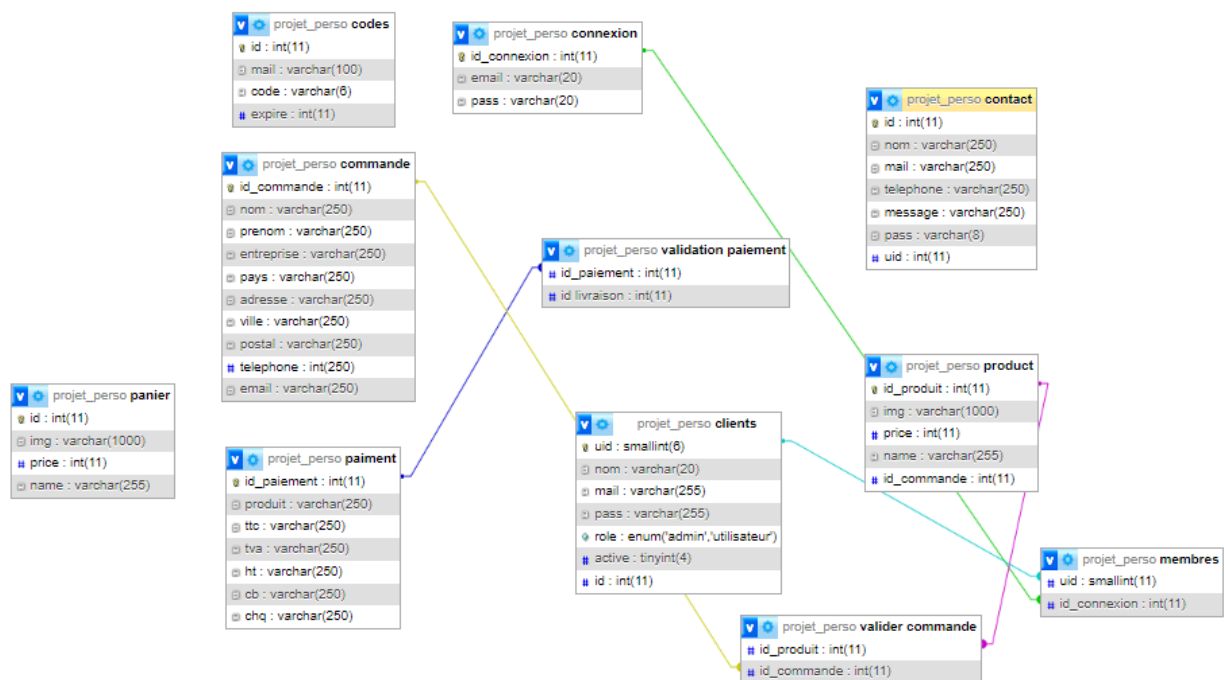 projet_perso codes
id : int(11)
mail : varchar(100)
code : varchar(6)
expire : int(11)
projet_perso connexion
id_connexion : int(11)
email : varchar(20)
pass : varchar(20)
projet_perso contact
id : int(11)
nom : varchar(250)
mail : varchar(250)
telephone : varchar(250)
message : varchar(250)
pass : varchar(8)
uid : int(11)
projet_perso commande
id_commande : int(11)
nom : varchar(250)
prenom : varchar(250)
entreprise : varchar(250)
pays : varchar(250)
adresse : varchar(250)
ville : varchar(250)
postal : varchar(250)
telephone : int(250)
email : varchar(250)
projet_perso validation paiement
id_paiement : int(11)
id livraison : int(11)
projet_perso product
id_produit : int(11)
img : varchar(1000)
price : int(11)
name : varchar(255)
id_commande : int(11)
projet_perso panier
id : int(11)
img : varchar(1000)
price : int(11)
name : varchar(255)
projet_perso paiment
id_paiement : int(11)
produit : varchar(250)
ttc : varchar(250)
tva : varchar(250)
ht : varchar(250)
cb : varchar(250)
chq : varchar(250)
projet_perso clients
uid : smallint(6)
nom : varchar(20)
mail : varchar(255)
pass : varchar(255)
role : enum('admin','utilisateur')
active : tinyint(4)
id : int(11)
projet_perso membres
uid : smallint(11)
id_connexion : int(11)
projet_perso valider commande
id_produit : int(11)
id_commande : int(11)